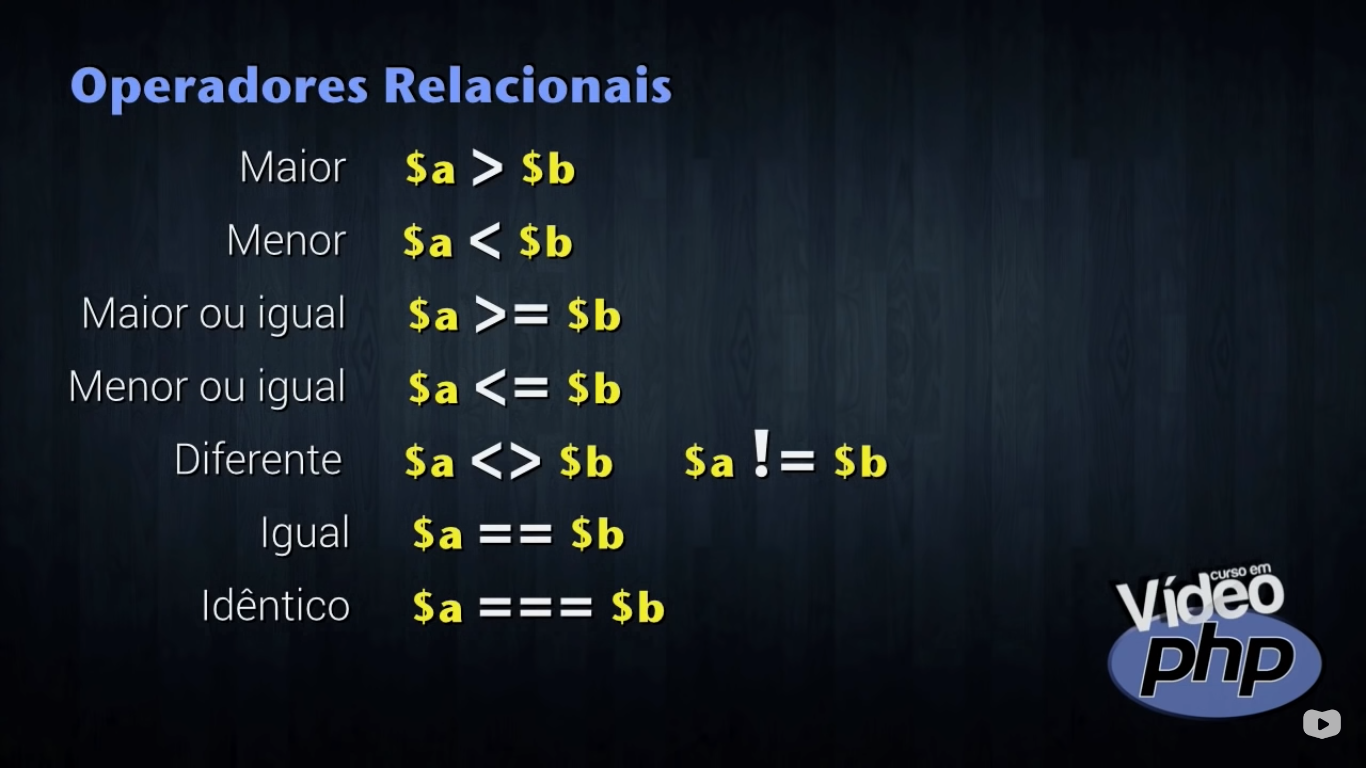 Operadores Relacionais
Maior $a > $b
Menor $a < $b
Maior ou igual $a >= $b
Menor ou igual $a <= $b
Diferente $a <> $b $a != $b
Igual $a == $b
Idêntico $a === $b
curso em
Vídeo
php